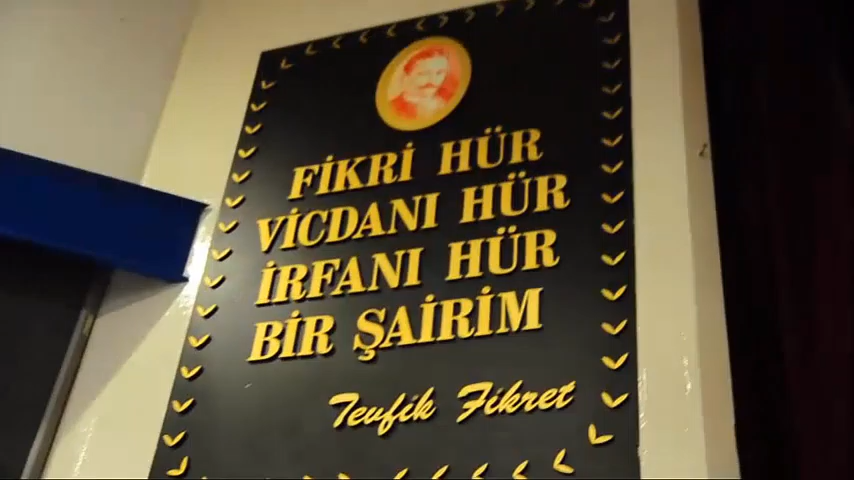 FİKRİ HÜR
VİCDANI HÜR
İRFANI HÜR
BİR ŞAİRİM
Tevfik Fikret